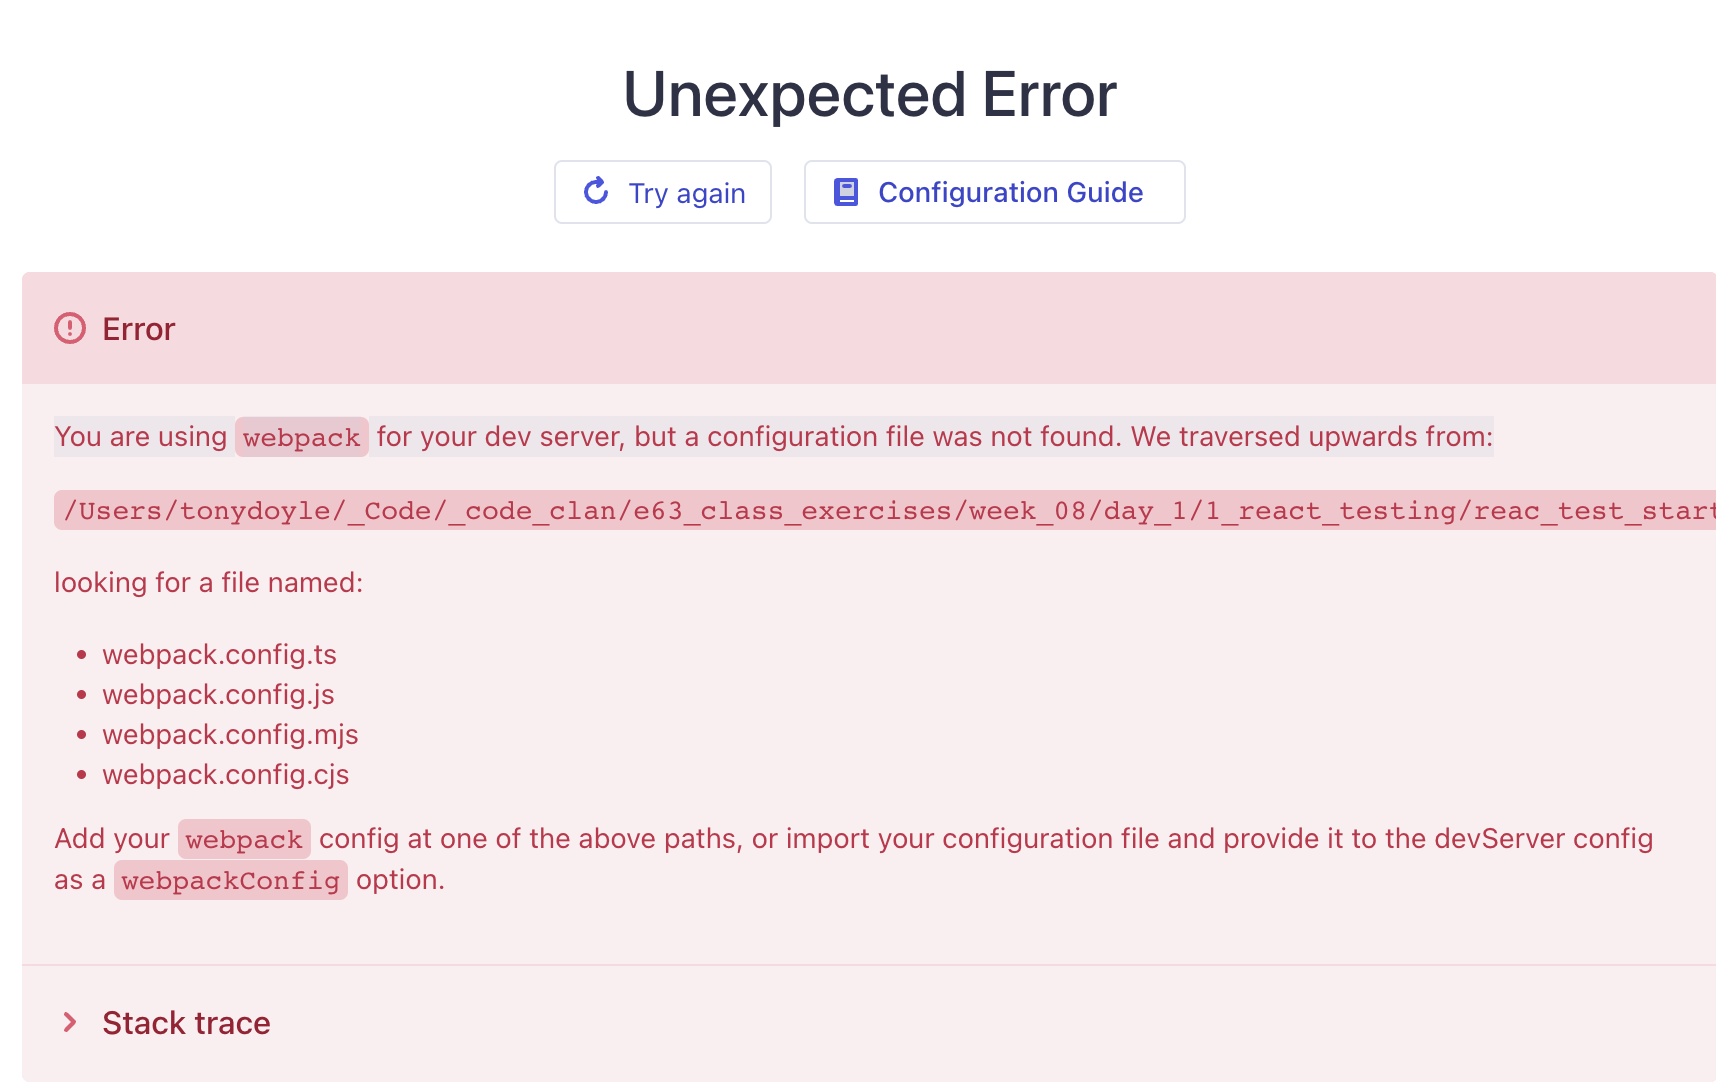 Unexpected Error
Try again
Configuration Guide
Error
You are using webpack for your dev server, but a configuration file was not found. We traversed upwards from:
/Users/tonydoyle/_Code/_code_clan/e63_class_exercises/week_08/day_1/1_react_testing/reac_test_start
looking for a file named:
• webpack.config.ts
• webpack.config.js
• webpack.config.mjs
• webpack.config.cjs
Add your webpack config at one of the above paths, or import your configuration file and provide it to the devServer config
as a webpackConfig option.
Stack trace